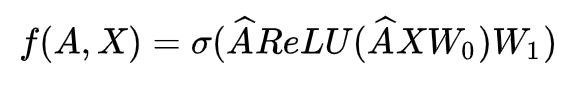 f(A, X) = σ(ÂReLU(ÂXW₀)W₁)